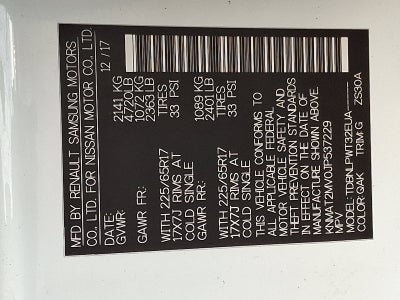 MFD BY RENAULT SAMSUNG MOTORS
CO., LTD. FOR NISSAN MOTOR CO., LTD.
DATE: 12/17
GVWR: 2141 KG
4720 LB
GAWR FR: 1072 KG
2363 LB
WITH 225/65R17 TIRES
17X7J RIMS AT 33 PSI
COLD SINGLE
GAWR RR: 1089 KG
2401 LB
WITH 225/65R17 TIRES
17X7J RIMS AT 33 PSI
COLD SINGLE
THIS VEHICLE CONFORMS TO
ALL APPLICABLE FEDERAL
MOTOR VEHICLE SAFETY AND
THEFT PREVENTION STANDARDS
IN EFFECT ON THE DATE OF
MANUFACTURE SHOWN ABOVE.
KNMAT2MV0JP537229
MPV
MODEL: TDRNLPWT32EUA-----
COLOR: GAK TRIM: G ZS30A